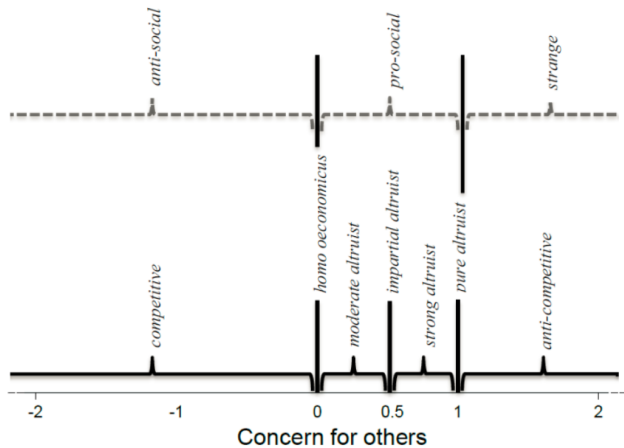 anti-social
pro-social
strange
competitive
homo oeconomicus
moderate altruist
impartial altruist
strong altruist
pure altruist
anti-competitive
-2 -1 0 0.5 1 2
Concern for others